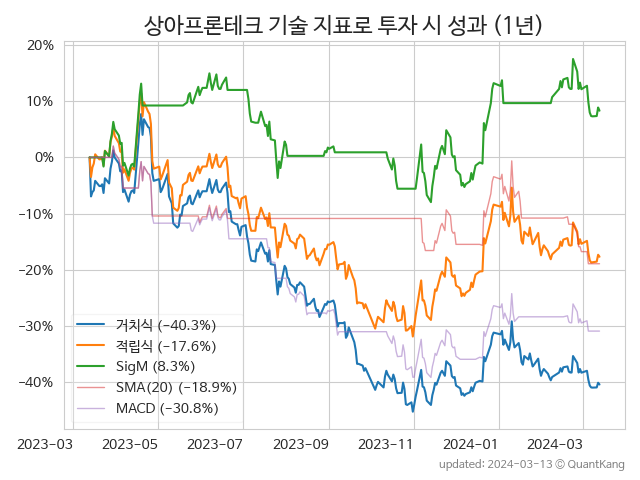 상아프론테크 기술 지표로 투자 시 성과 (1년)
20%
10%
0%
−10%
−20%
−30%
−40%
거치식 (−40.3%)
적립식 (−17.6%)
SigM (8.3%)
SMA(20) (−18.9%)
MACD (−30.8%)
2023-03 2023-05 2023-07 2023-09 2023-11 2024-01 2024-03
updated: 2024-03-13 ⓒ QuantKang